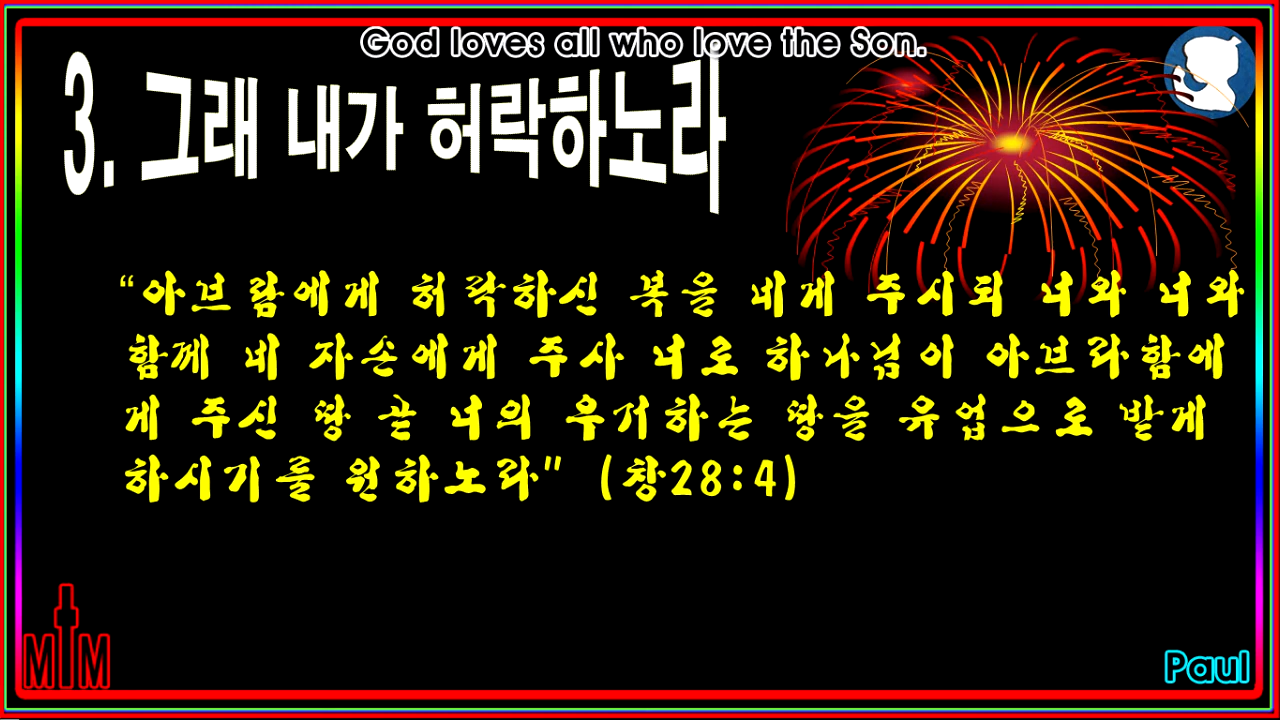 God loves all who love the Son.
3. 그래 내가 허락하노라
“아브람에게 허락하신 복을 네게 주시되 너와 너와
함께 네 자손에게 주사 너로 하나님이 아브라함에
게 주신 땅 곧 너의 우거하는 땅을 유업으로 받게
하시기를 원하노라” (창28:4)
MIM
Paul